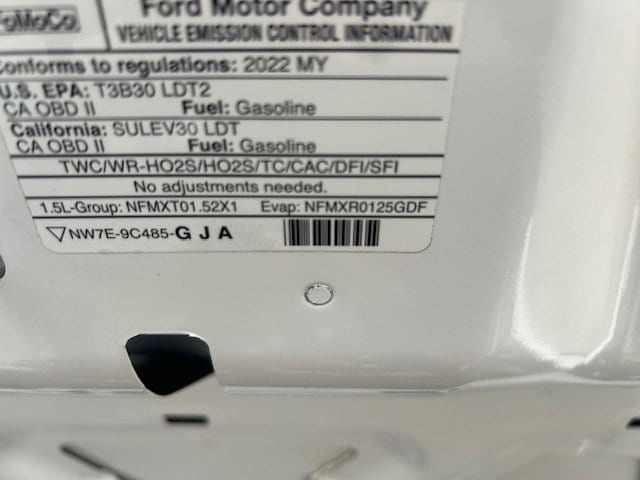 FoMoCo
Ford Motor Company
VEHICLE EMISSION CONTROL INFORMATION
Conforms to regulations: 2022 MY
U.S. EPA: T3B30 LDT2
CA OBD II Fuel: Gasoline
California: SULEV30 LDT
CA OBD II Fuel: Gasoline
TWC/WR-HO2S/HO2S/TC/CAC/DFI/SFI
No adjustments needed.
1.5L-Group: NFMXT01.52X1 Evap: NFMXR0125GDF
NW7E-9C485-G J A